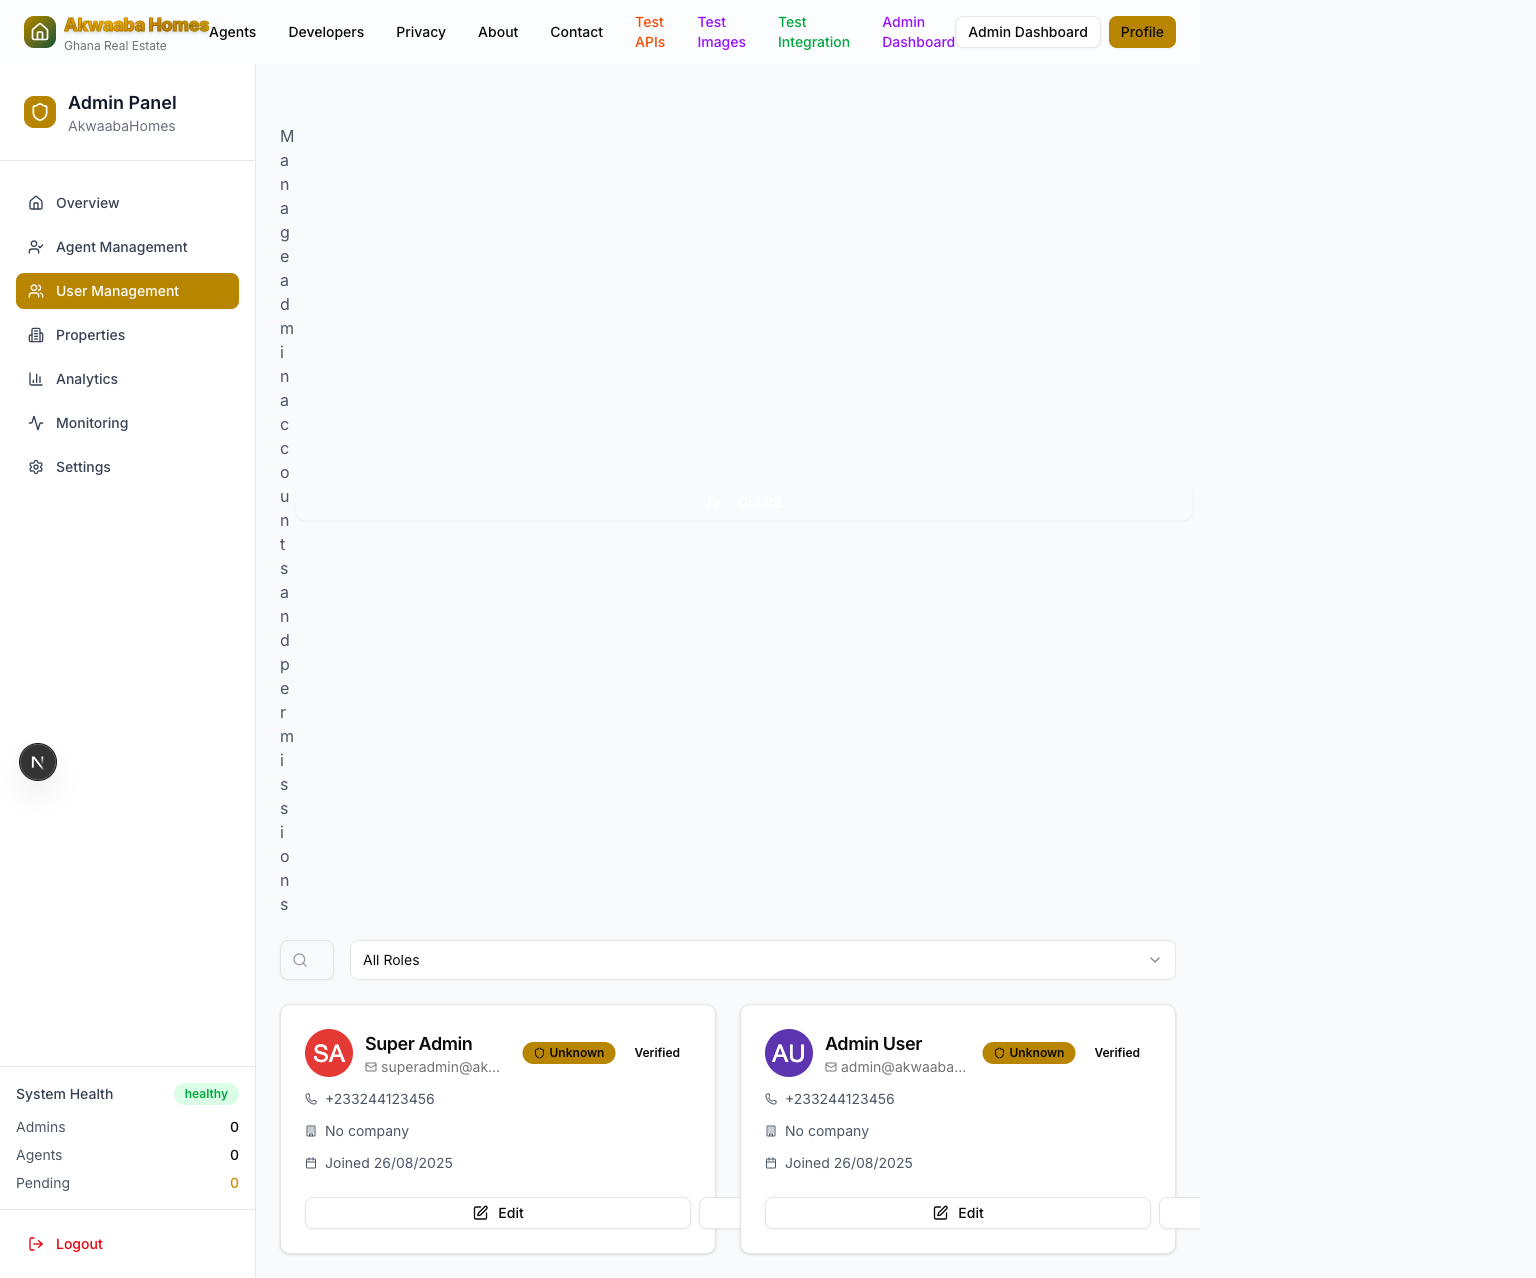 Akwaaba Homes
Ghana Real Estate
Agents
Developers
Privacy
About
Contact
Test
APIs
Test
Images
Test
Integration
Admin
Dashboard
Admin Dashboard
Profile
Admin Panel
AkwaabaHomes
Overview
Agent Management
User Management
Properties
Analytics
Monitoring
Settings
N
System Health
healthy
Admins 0
Agents 0
Pending 0
Logout
M
a
n
a
g
e
a
d
m
i
n
a
c
c
o
u
n
t
s
a
n
d
p
e
r
m
i
s
s
i
o
n
s
All Roles
SA
Super Admin
superadmin@ak...
Unknown
Verified
+233244123456
No company
Joined 26/08/2025
Edit
AU
Admin User
admin@akwaaba...
Unknown
Verified
+233244123456
No company
Joined 26/08/2025
Edit